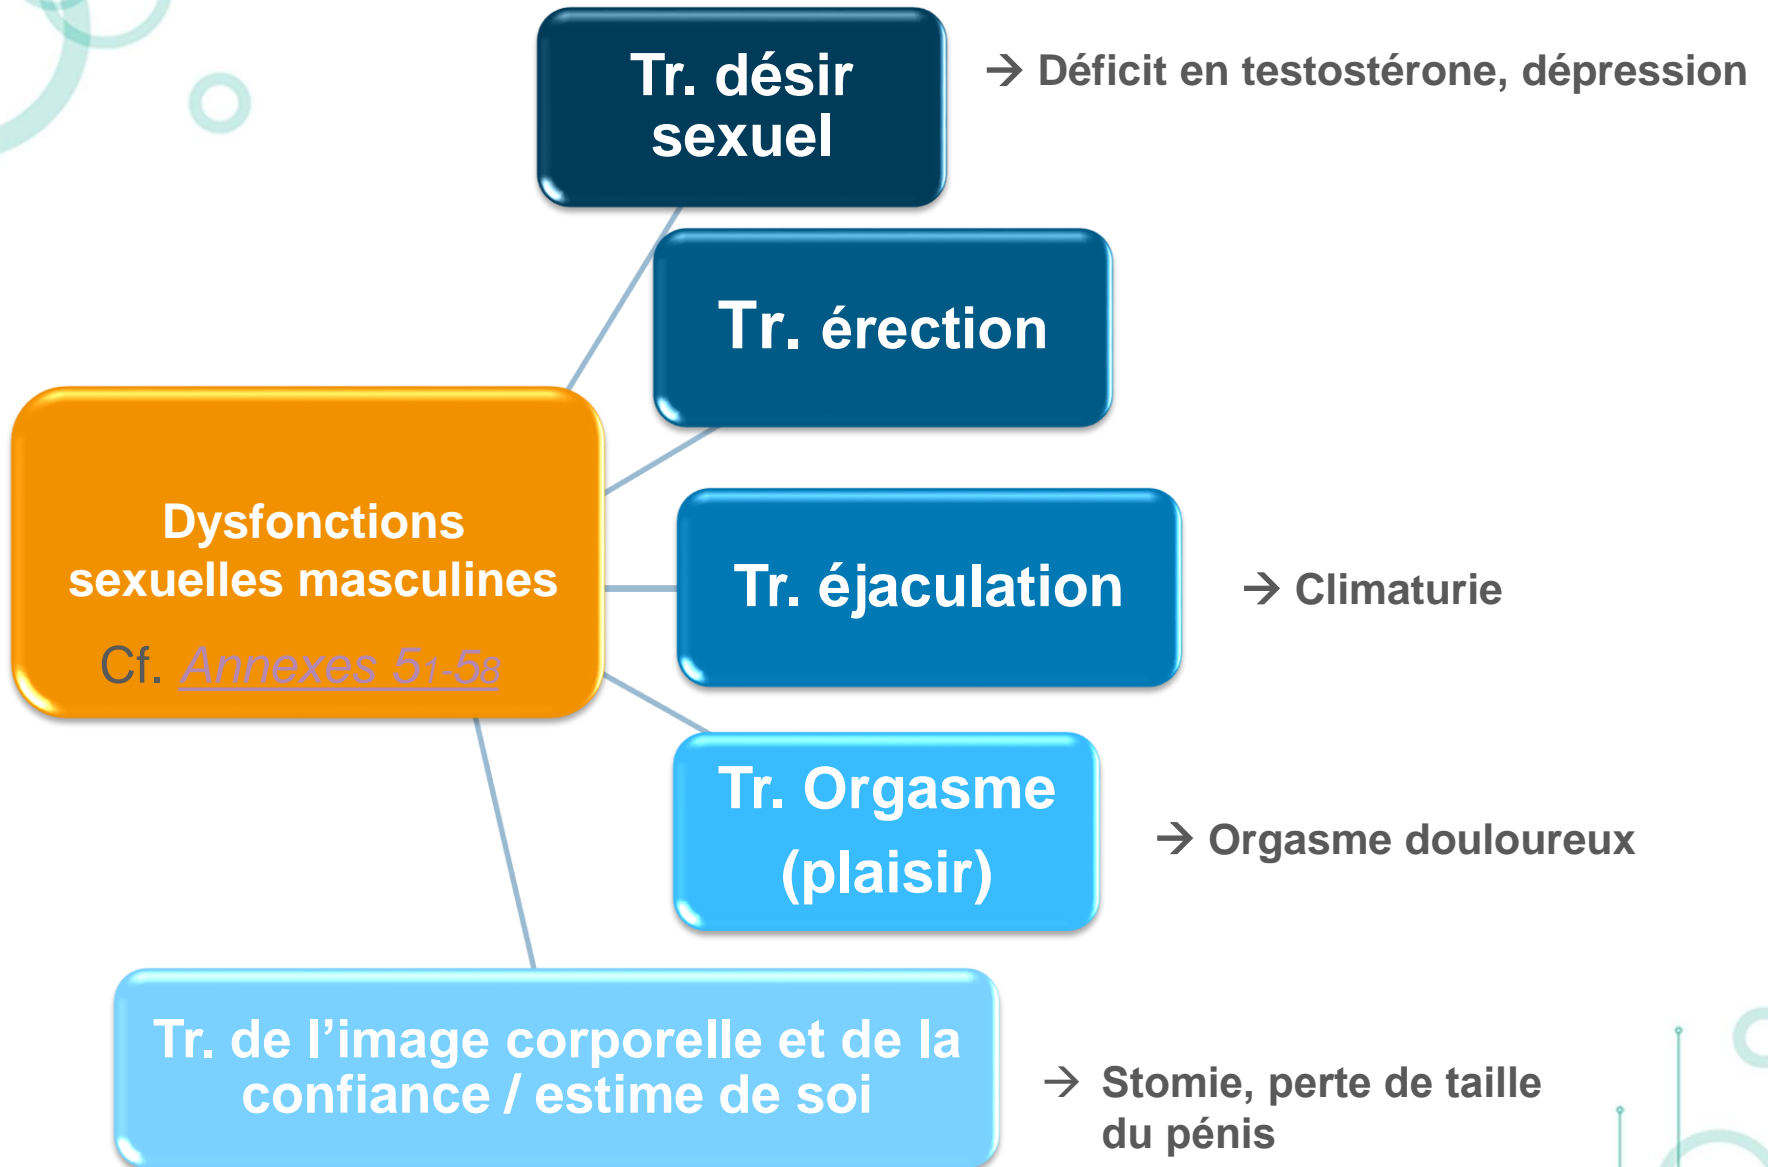 Tr. désir
sexuel
→ Déficit en testostérone, dépression
Tr. érection
Dysfonctions
sexuelles masculines
Cf. Annexes 51-58
Tr. éjaculation
→ Climaturie
Tr. Orgasme
(plaisir)
→ Orgasme douloureux
Tr. de l'image corporelle et de la
confiance / estime de soi
→ Stomie, perte de taille
du pénis